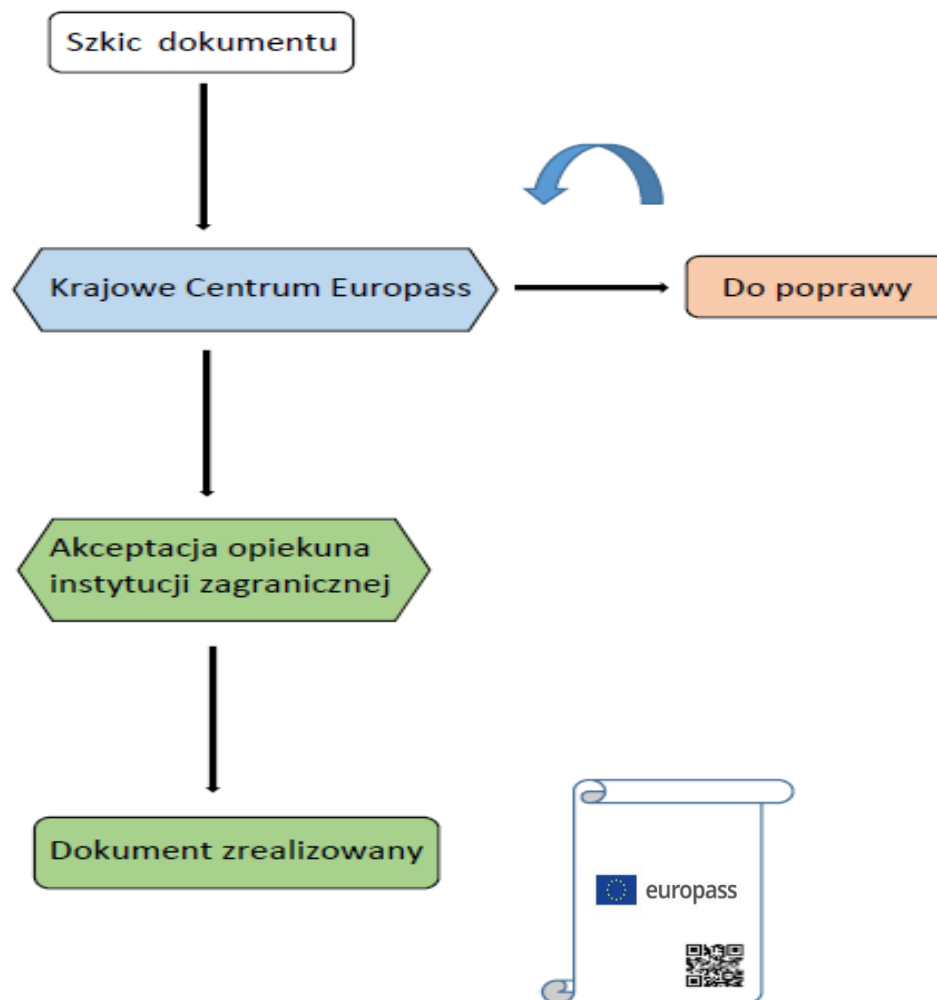 Szkic dokumentu
Krajowe Centrum Europass
Do poprawy
Akceptacja opiekuna
instytucji zagranicznej
Dokument zrealizowany
europass